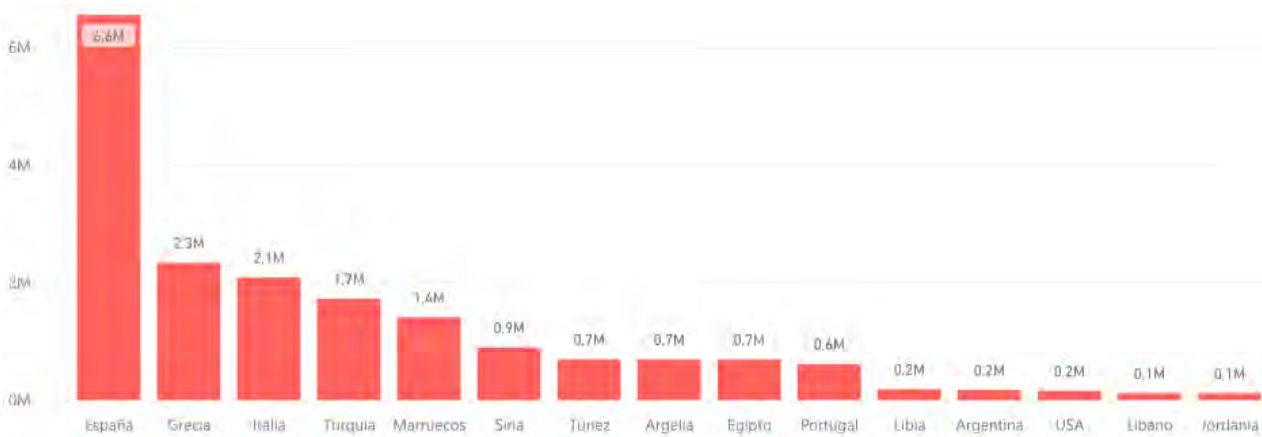 6M
4M
2M
0M
6,6M
2,3M
2,1M
1,7M
1,4M
0,9M
0,7M
0,7M
0,7M
0,6M
0,2M
0,2M
0,2M
0,1M
0,1M
España
Grecia
Italia
Turquia
Marruecos
Siria
Túnez
Argelia
Egipto
Portugal
Libia
Argentina
USA
Líbano
Jordania